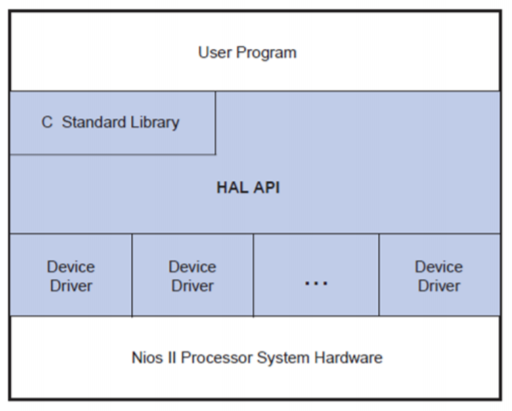 User Program
C Standard Library
HAL API
Device
Driver
Device
Driver
...
Device
Driver
Nios II Processor System Hardware